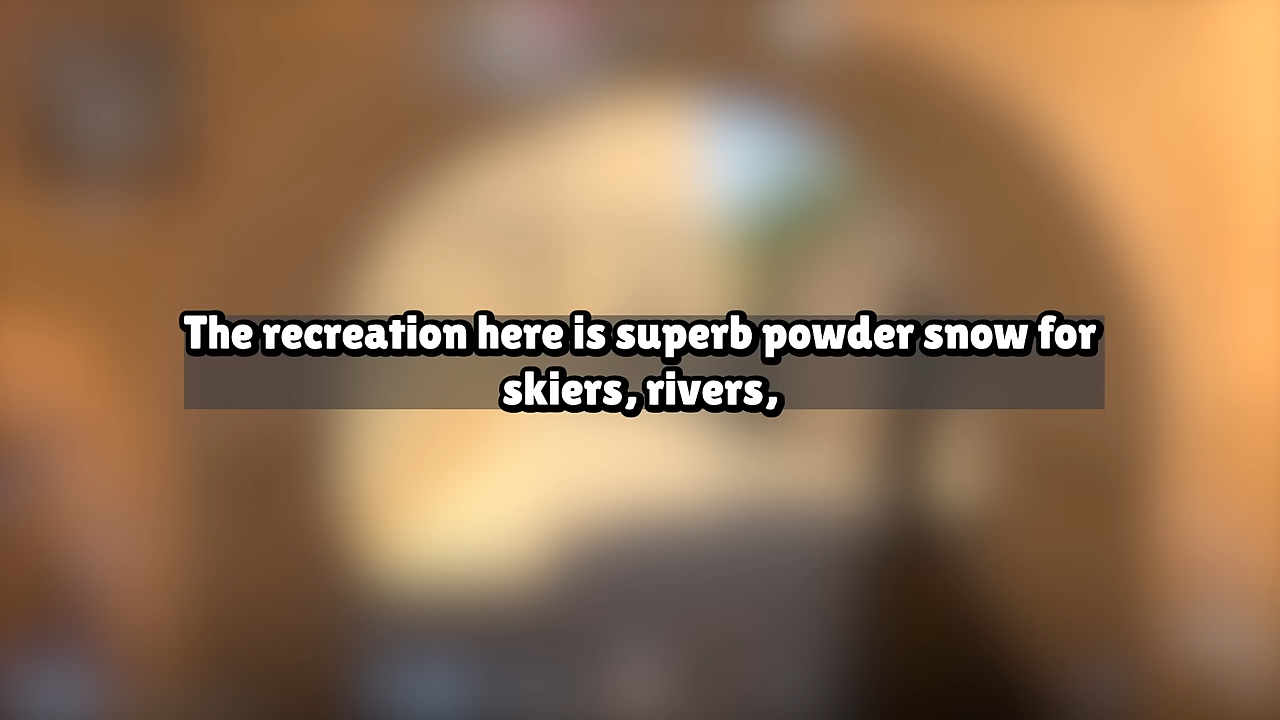 The recreation here is superb powder snow for
skiers, rivers,